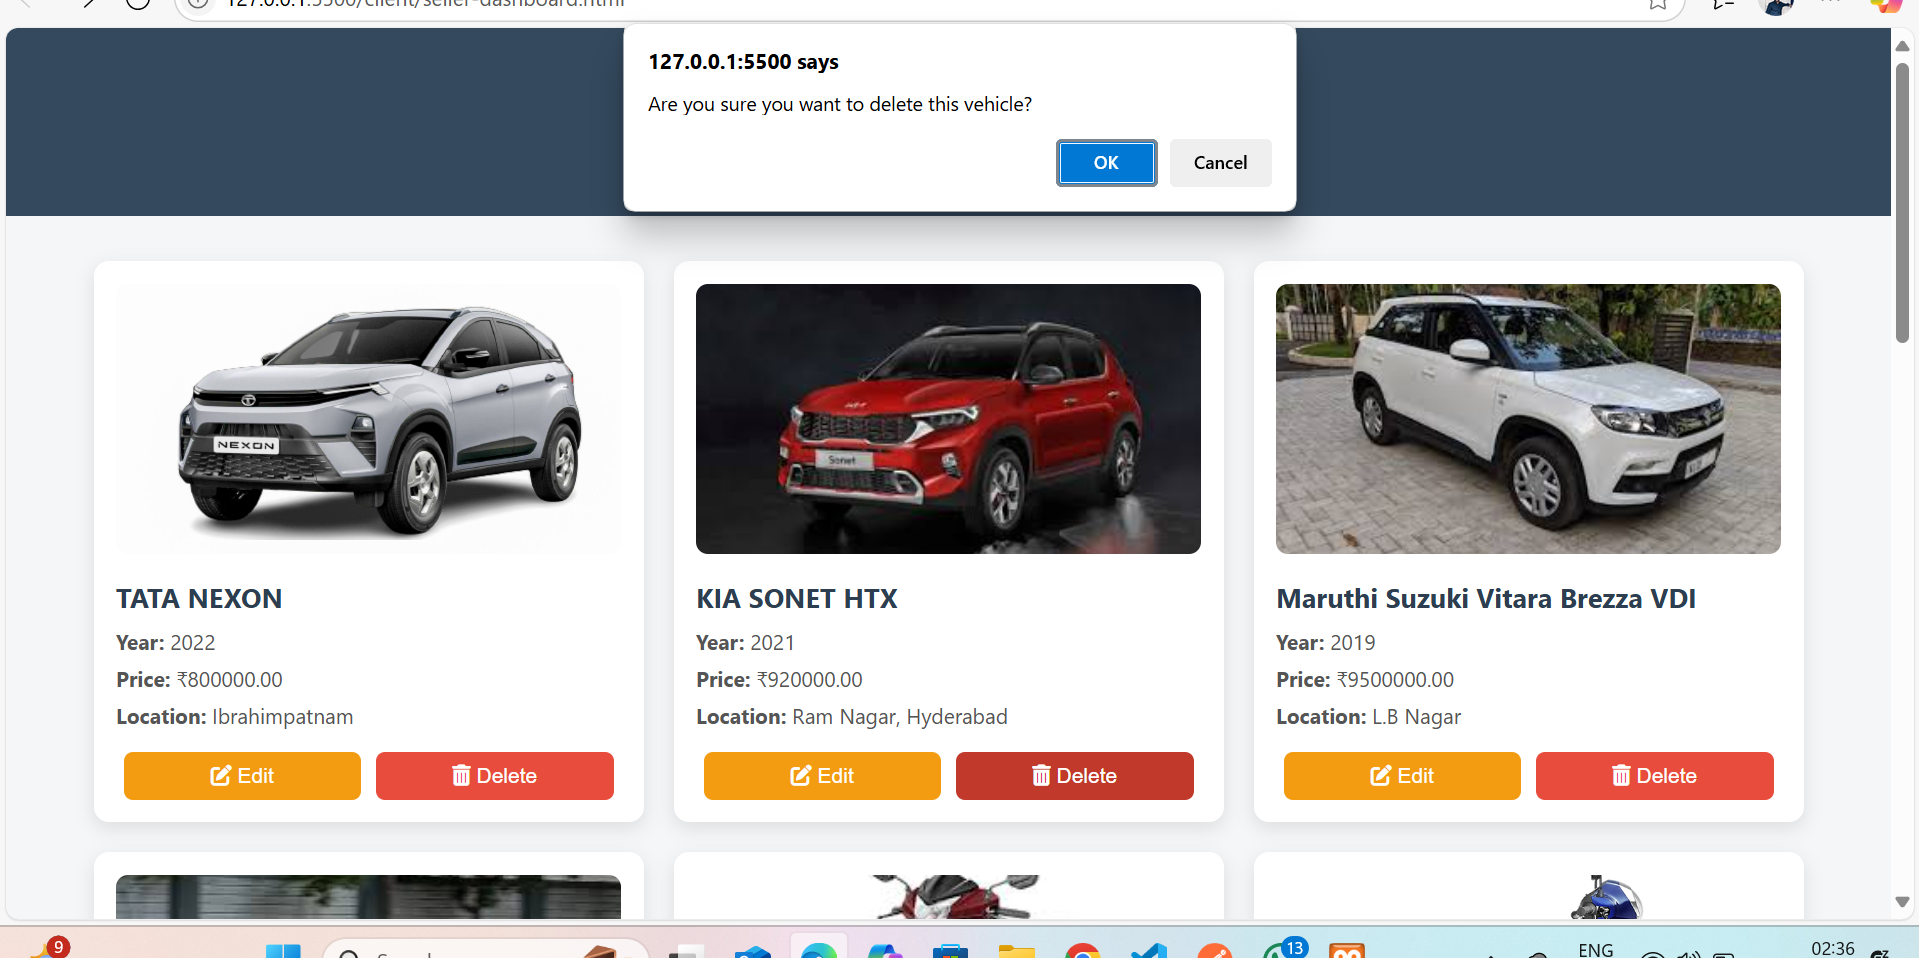 127.0.0.1:5500/client/seller-dashboard.html
127.0.0.1:5500 says
Are you sure you want to delete this vehicle?
OK
Cancel
NEXON
Sonet
TATA NEXON
Year: 2022
Price: ₹800000.00
Location: Ibrahimpatnam
Edit
Delete
KIA SONET HTX
Year: 2021
Price: ₹920000.00
Location: Ram Nagar, Hyderabad
Edit
Delete
Maruthi Suzuki Vitara Brezza VDI
Year: 2019
Price: ₹9500000.00
Location: L.B Nagar
Edit
Delete
9
13
ENG
02:36